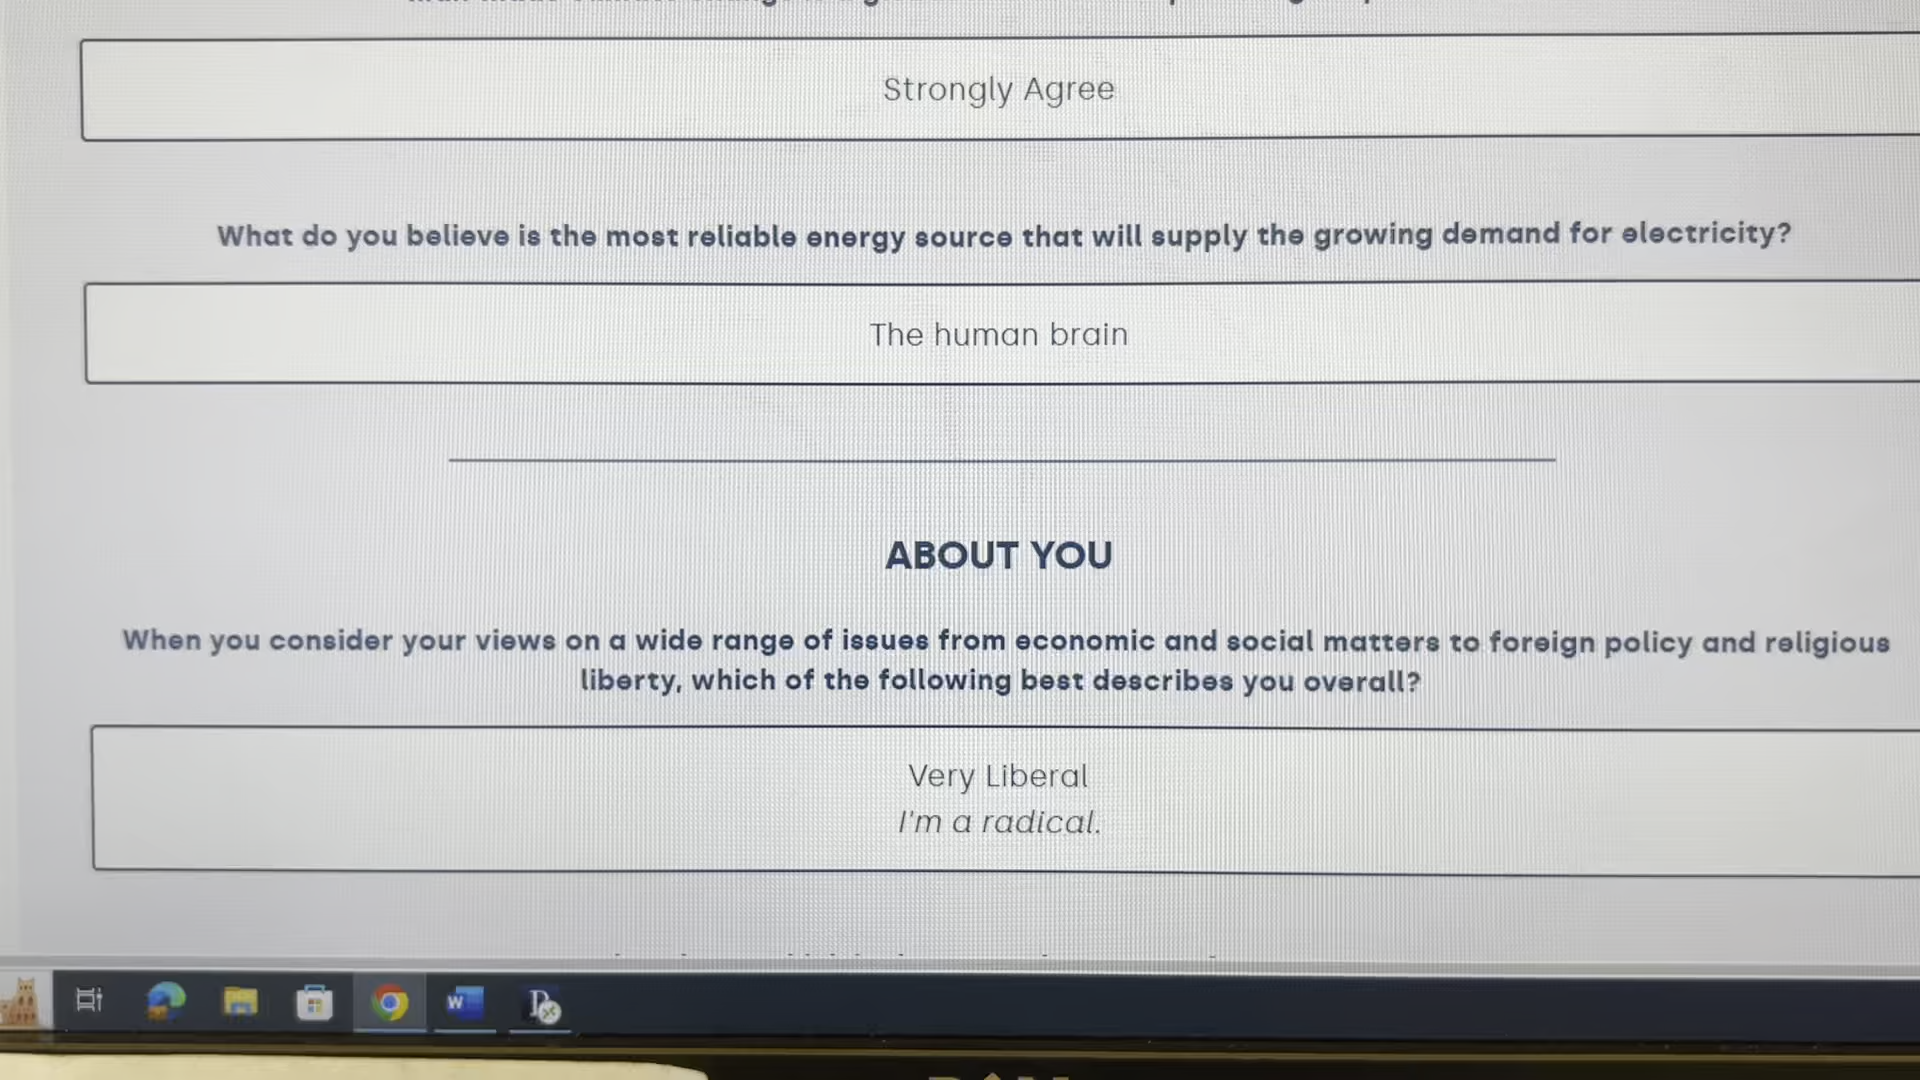 Strongly Agree
What do you believe is the most reliable energy source that will supply the growing demand for electricity?
The human brain
ABOUT YOU
When you consider your views on a wide range of issues from economic and social matters to foreign policy and religious
liberty, which of the following best describes you overall?
Very Liberal
I'm a radical.